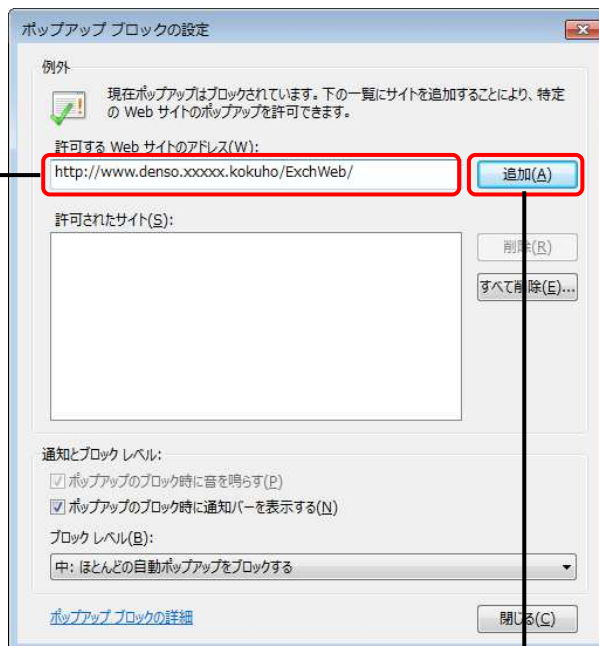 ポップアップ ブロックの設定
例外
現在ポップアップはブロックされています。下の一覧にサイトを追加することにより、特定
の Web サイトのポップアップを許可できます。
許可する Web サイトのアドレス(W):
http://www.denso.xxxxx.kokuho/ExchWeb/
追加(A)
許可されたサイト(S):
削除(R)
すべて削除(E)...
通知とブロック レベル:
ポップアップのブロック時に音を鳴らす(P)
ポップアップのブロック時に通知バーを表示する(N)
ブロック レベル(B):
中: ほとんどの自動ポップアップをブロックする
ポップアップ ブロックの詳細
閉じる(C)